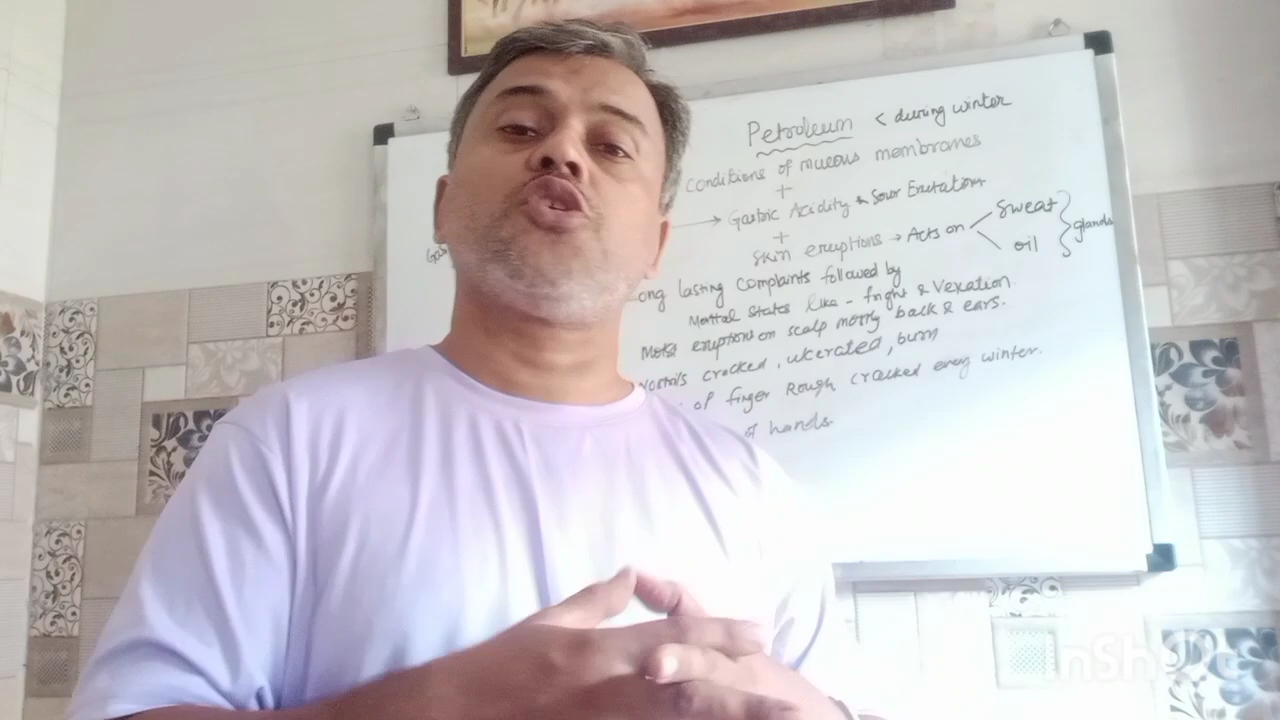 Petroleum < during winter
Conditions of mucous membranes
+
→ Gastric Acidity & Sour Eructations
+
Skin eruptions → Acts on sweat
oil
glands
ong lasting complaints followed by
Mental States like - fright & Vexation.
Moist eruptions on scalp mostly back & ears.
Nostrils cracked, ulcerated, burn
of finger Rough cracked every winter.
of hands.
InSh